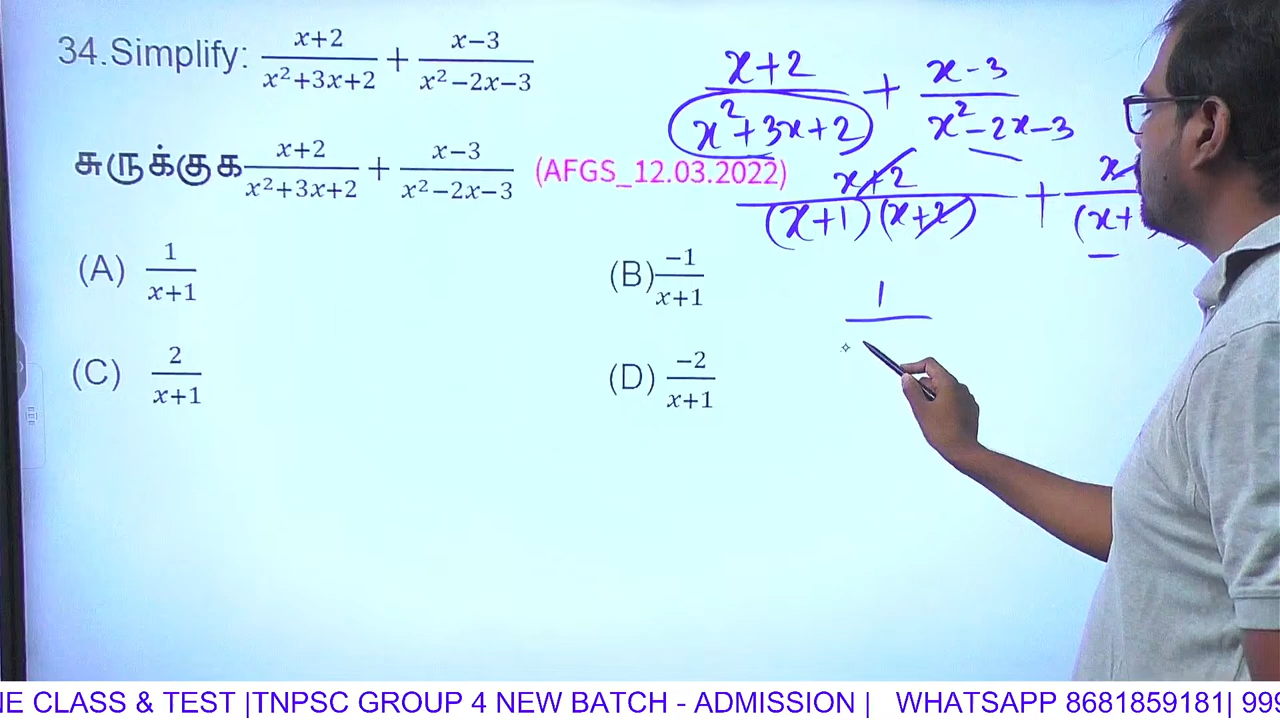 34.Simplify: x+2/x²+3x+2 + x−3/x²−2x−3
சுருக்குக x+2/x²+3x+2 + x−3/x²−2x−3 (AFGS_12.03.2022)
(A) 1/x+1
(B) −1/x+1
(C) 2/x+1
(D) −2/x+1
x+2/(x²+3x+2) + x-3/x²-2x-3
x+2/(x+1)(x+2) +
1
CLASS & TEST |TNPSC GROUP 4 NEW BATCH - ADMISSION | WHATSAPP 8681859181|